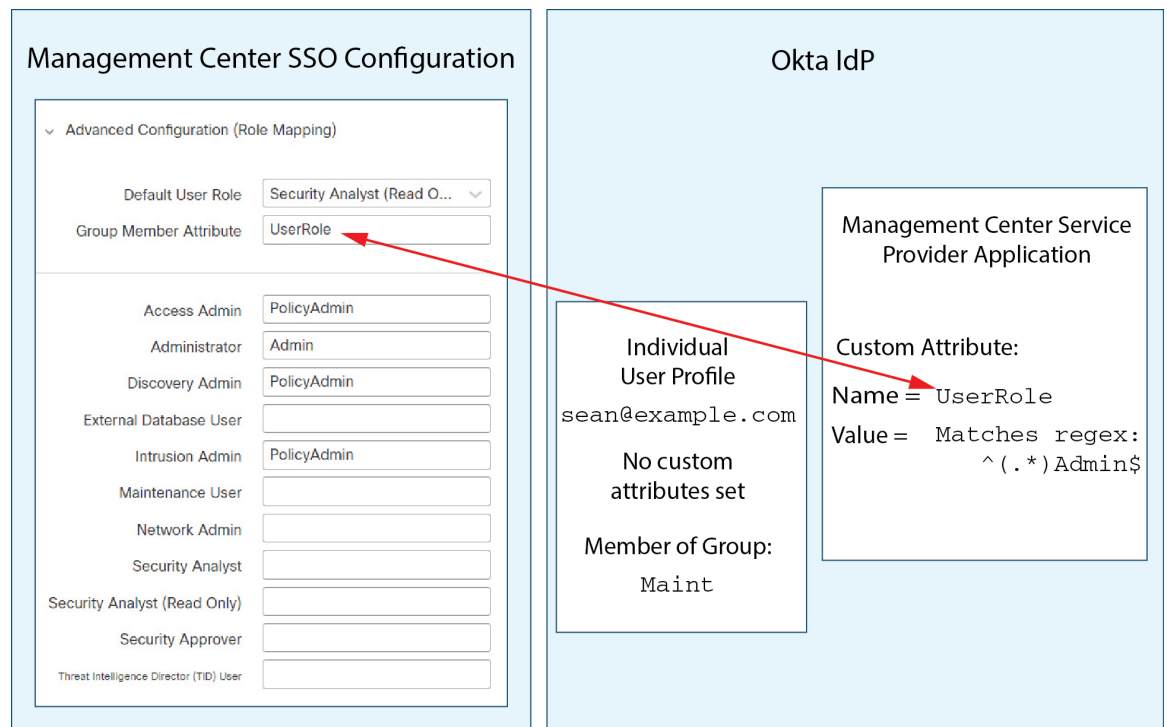 Management Center SSO Configuration
Advanced Configuration (Role Mapping)
Default User Role
Security Analyst (Read O...
Group Member Attribute
UserRole
Access Admin
PolicyAdmin
Administrator
Admin
Discovery Admin
PolicyAdmin
External Database User
Intrusion Admin
PolicyAdmin
Maintenance User
Network Admin
Security Analyst
Security Analyst (Read Only)
Security Approver
Threat Intelligence Director (TID) User
Okta IdP
Individual
User Profile
sean@example.com
No custom
attributes set
Member of Group:
Maint
Management Center Service
Provider Application
Custom Attribute:
Name = UserRole
Value = Matches regex:
^(.*)Admin$